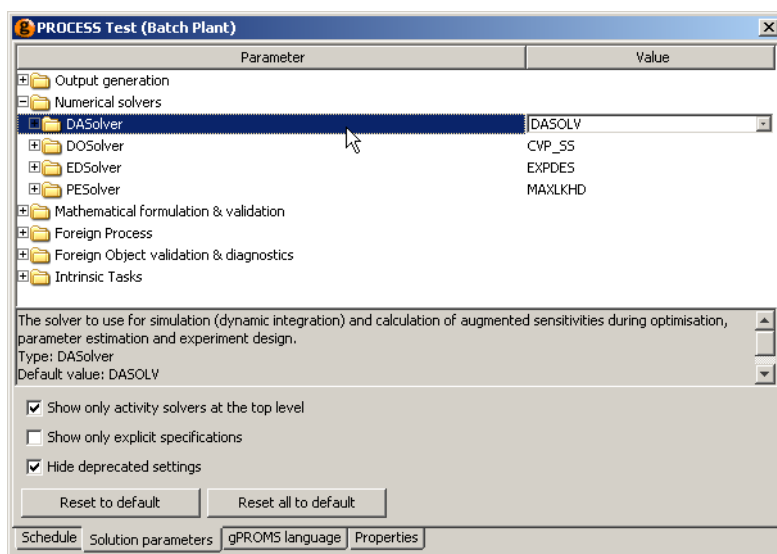 PROCESS Test (Batch Plant)
Parameter Value
Output generation
Numerical solvers
DASolver DASOLV
DOSolver CVP_SS
EDSolver EXPDES
PESolver MAXLKHD
Mathematical formulation & validation
Foreign Process
Foreign Object validation & diagnostics
Intrinsic Tasks
The solver to use for simulation (dynamic integration) and calculation of augmented sensitivities during optimisation,
parameter estimation and experiment design.
Type: DASolver
Default value: DASOLV
Show only activity solvers at the top level
Show only explicit specifications
Hide deprecated settings
Reset to default Reset all to default
Schedule Solution parameters gPROMS language Properties